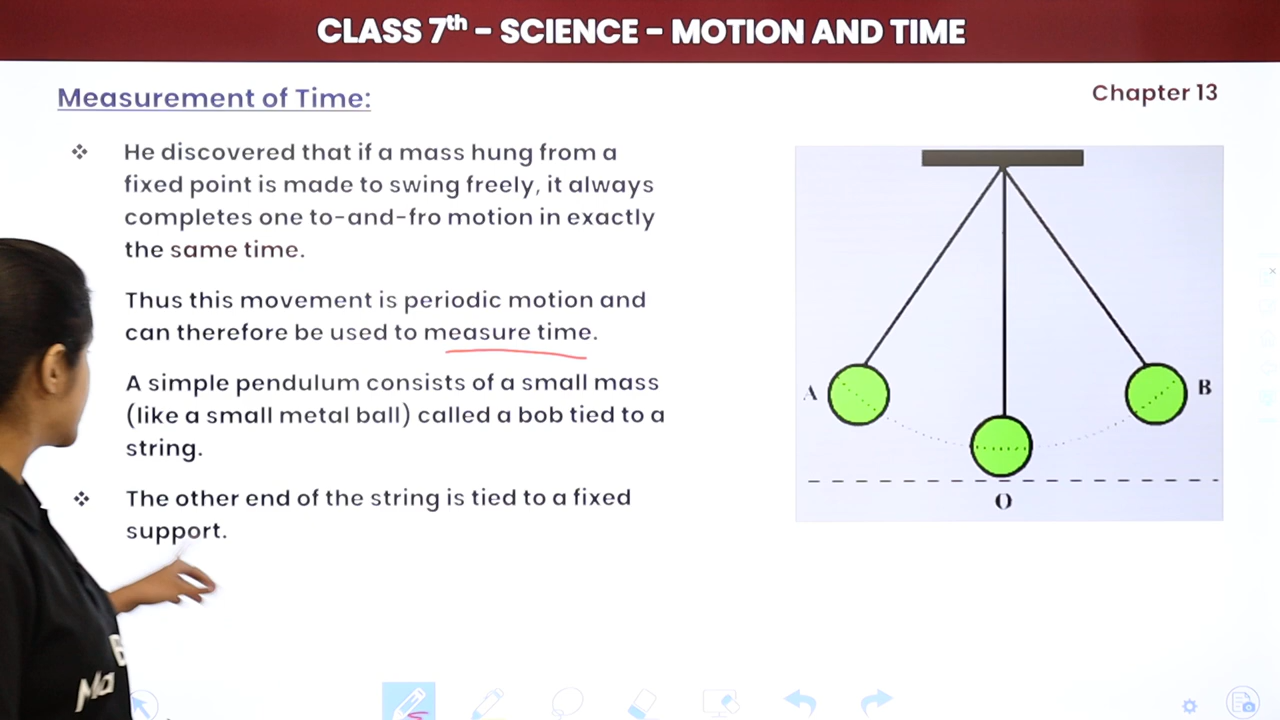 CLASS 7th - SCIENCE - MOTION AND TIME
Measurement of Time:
Chapter 13
❖ He discovered that if a mass hung from a
fixed point is made to swing freely, it always
completes one to-and-fro motion in exactly
the same time.
Thus this movement is periodic motion and
can therefore be used to measure time.
A simple pendulum consists of a small mass
(like a small metal ball) called a bob tied to a
string.
❖ The other end of the string is tied to a fixed
support.
A
B
O